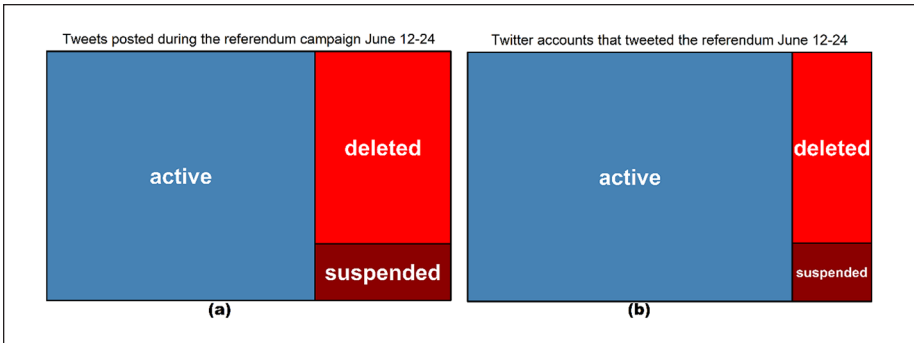 Tweets posted during the referendum campaign June 12-24
active
deleted
suspended
(a)
Twitter accounts that tweeted the referendum June 12-24
active
deleted
suspended
(b)